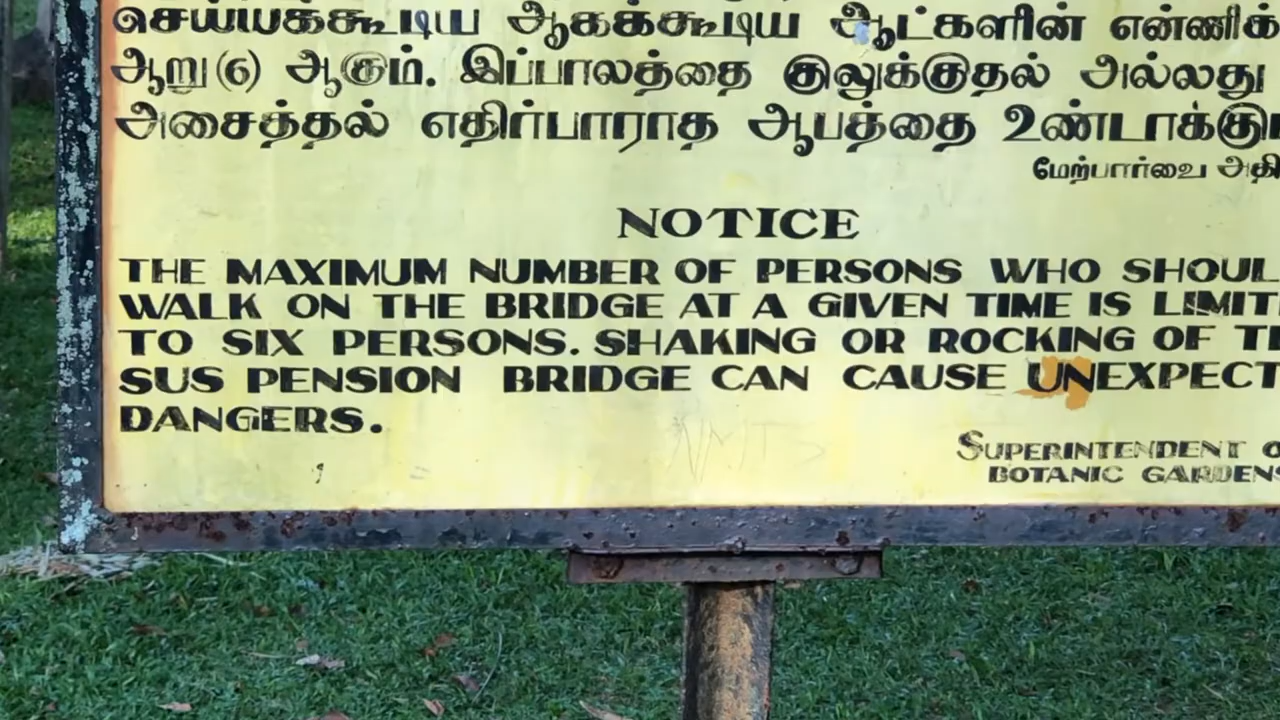 செய்யக்கூடிய ஆகக்கூடிய ஆட்களின் எண்ணிக்
ஆறு (6) ஆகும். இப்பாலத்தை குலுக்குதல் அல்லது
அசைத்தல் எதிர்பாராத ஆபத்தை உண்டாக்கு
மேற்பார்வை அதி
NOTICE
THE MAXIMUM NUMBER OF PERSONS WHO SHOUL
WALK ON THE BRIDGE AT A GIVEN TIME IS LIMIT
TO SIX PERSONS. SHAKING OR ROCKING OF T
SUS PENSION BRIDGE CAN CAUSE UNEXPECT
DANGERS.
SUPERINTENDENT O
BOTANIC GARDENS